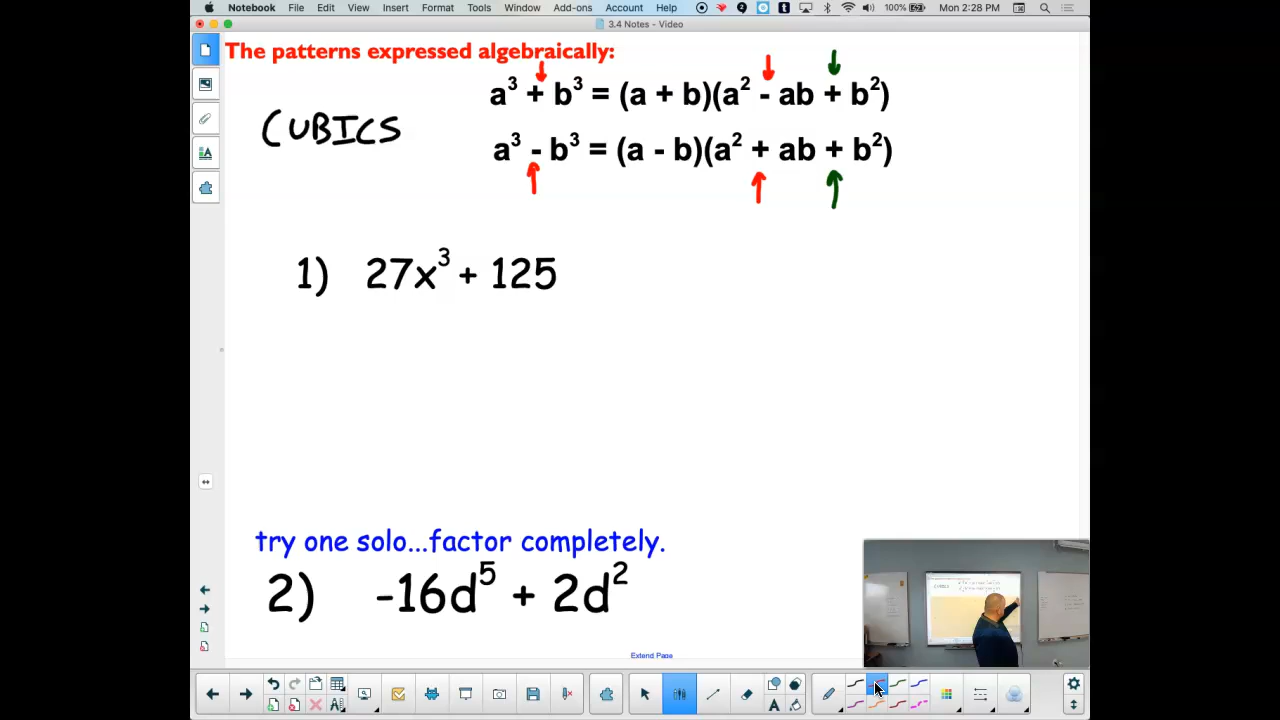 Notebook File Edit View Insert Format Tools Window Add-ons Account Help 100% Mon 2:28 PM
3.4 Notes - Video
The patterns expressed algebraically:
a³ + b³ = (a + b)(a² - ab + b²)
CUBICS
a³ - b³ = (a - b)(a² + ab + b²)
1) 27x³ + 125
try one solo...factor completely.
2) -16d⁵ + 2d²
Extend Page